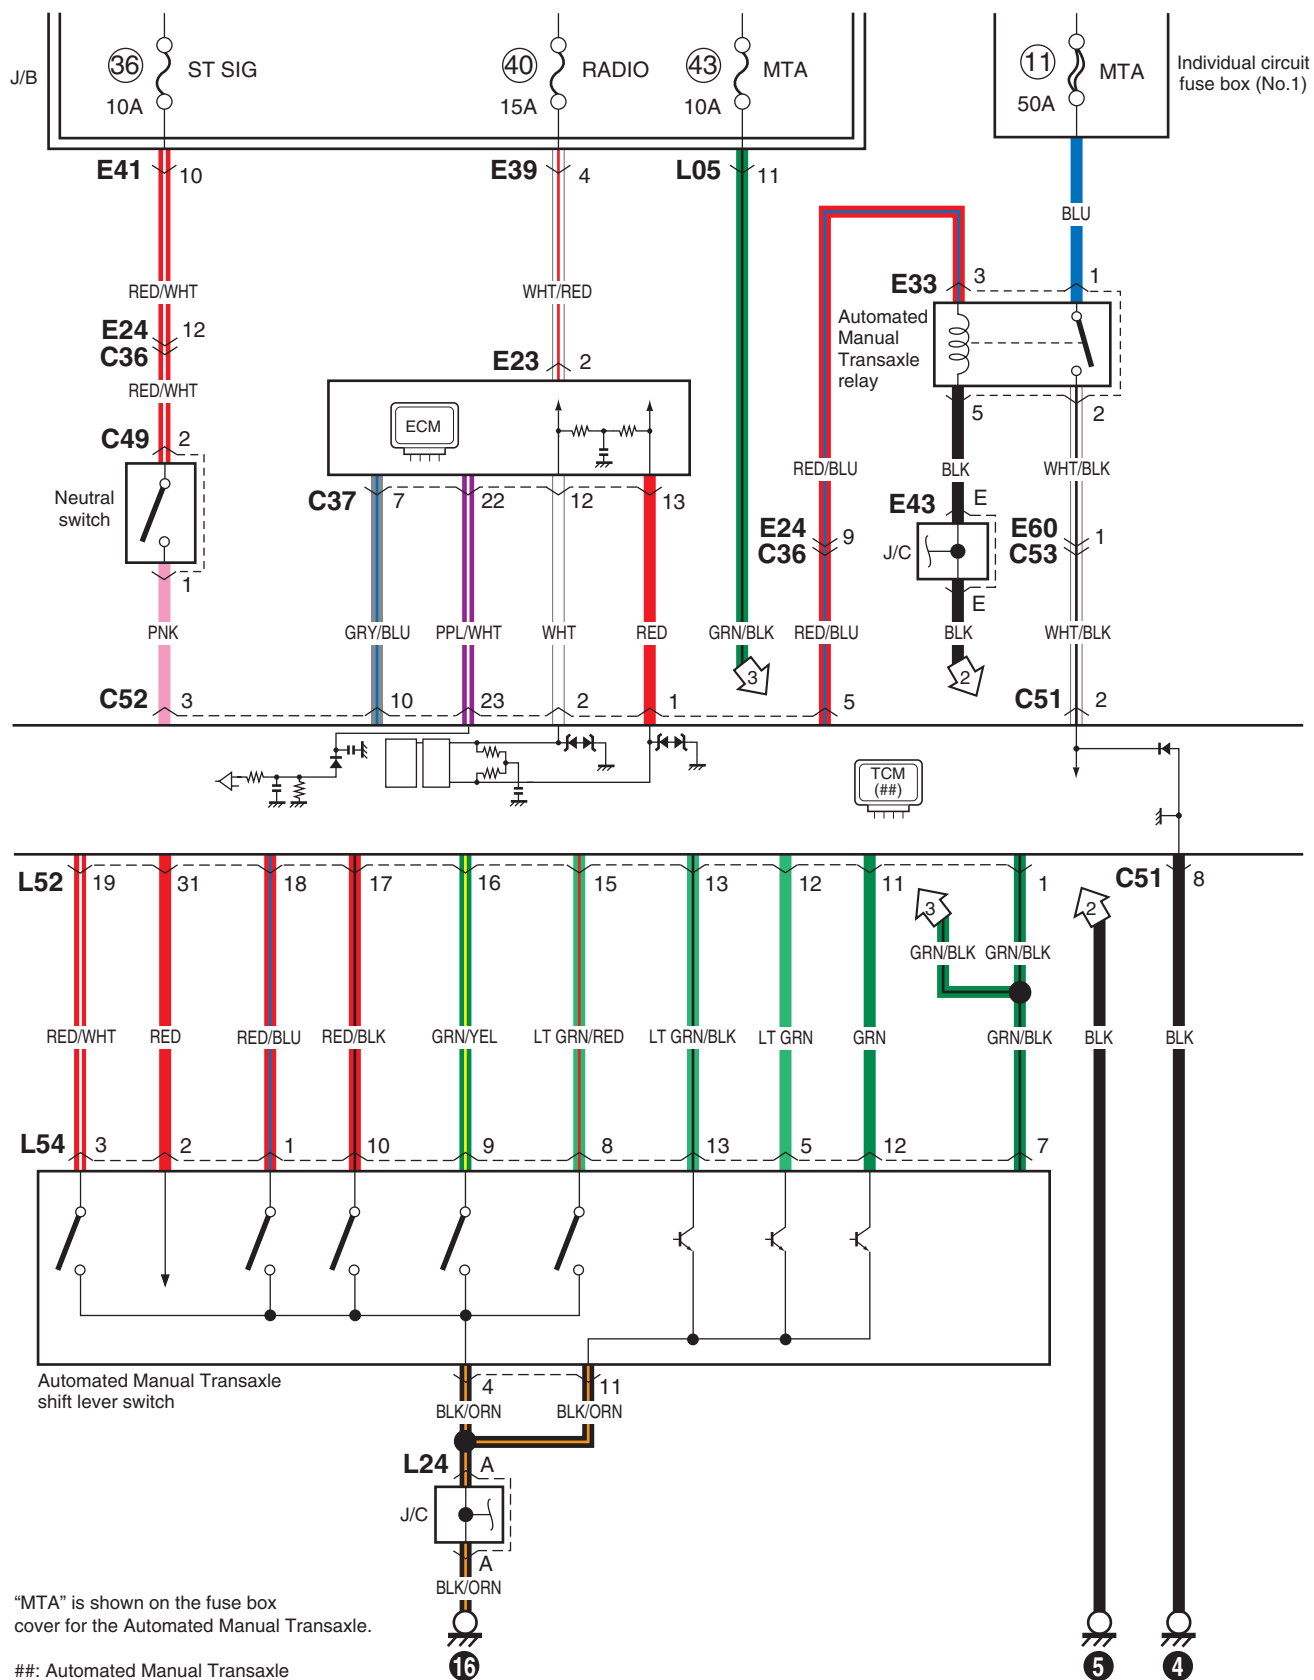 J/B
36
ST SIG
10A
40
RADIO
15A
43
MTA
10A
11
MTA
50A
Individual circuit
fuse box (No.1)
E41
10
E39
4
L05
11
BLU
RED/WHT
WHT/RED
E33
3
1
E24
12
C36
Automated
Manual
Transaxle
relay
RED/WHT
E23
2
C49
2
ECM
5
2
Neutral
switch
C37
7
22
12
13
RED/BLU
BLK
WHT/BLK
E43
E
E24
9
C36
J/C
E60
1
C53
1
E
PNK
GRY/BLU
PPL/WHT
WHT
RED
GRN/BLK
RED/BLU
BLK
WHT/BLK
3
2
C52
3
10
23
2
1
5
C51
2
TCM
(##)
L52
19
31
18
17
16
15
13
12
11
1
C51
8
3
2
GRN/BLK
GRN/BLK
RED/WHT
RED
RED/BLU
RED/BLK
GRN/YEL
LT GRN/RED
LT GRN/BLK
LT GRN
GRN
GRN/BLK
BLK
BLK
L54
3
2
1
10
9
8
13
5
12
7
Automated Manual Transaxle
shift lever switch
4
11
BLK/ORN
BLK/ORN
L24
A
J/C
A
BLK/ORN
“MTA” is shown on the fuse box
cover for the Automated Manual Transaxle.
##: Automated Manual Transaxle
16
5
4